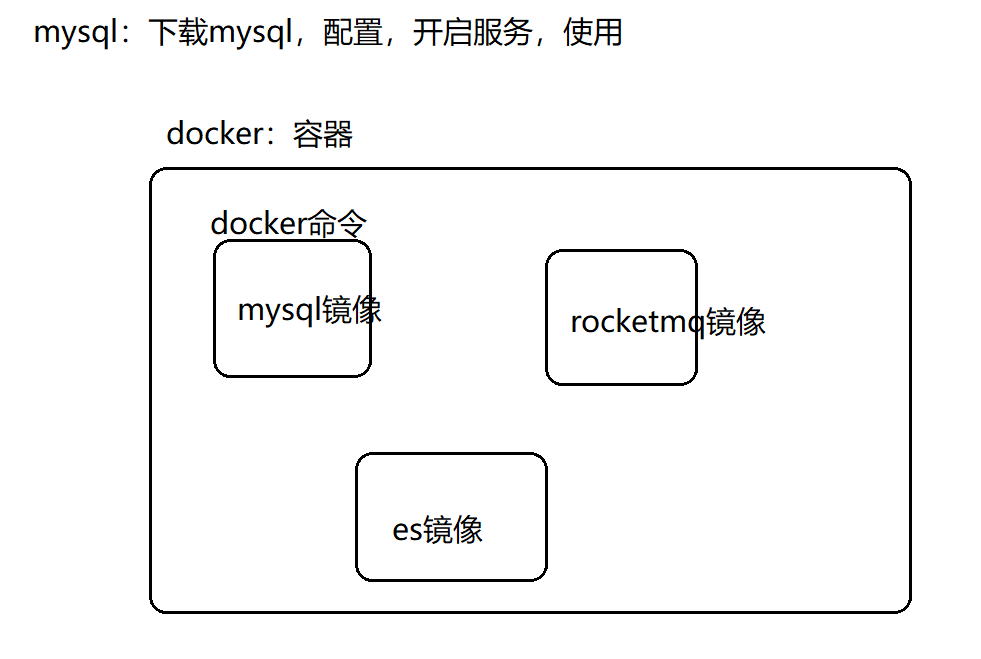 mysql：下载mysql，配置，开启服务，使用
docker：容器
docker命令
mysql镜像
rocketmq镜像
es镜像